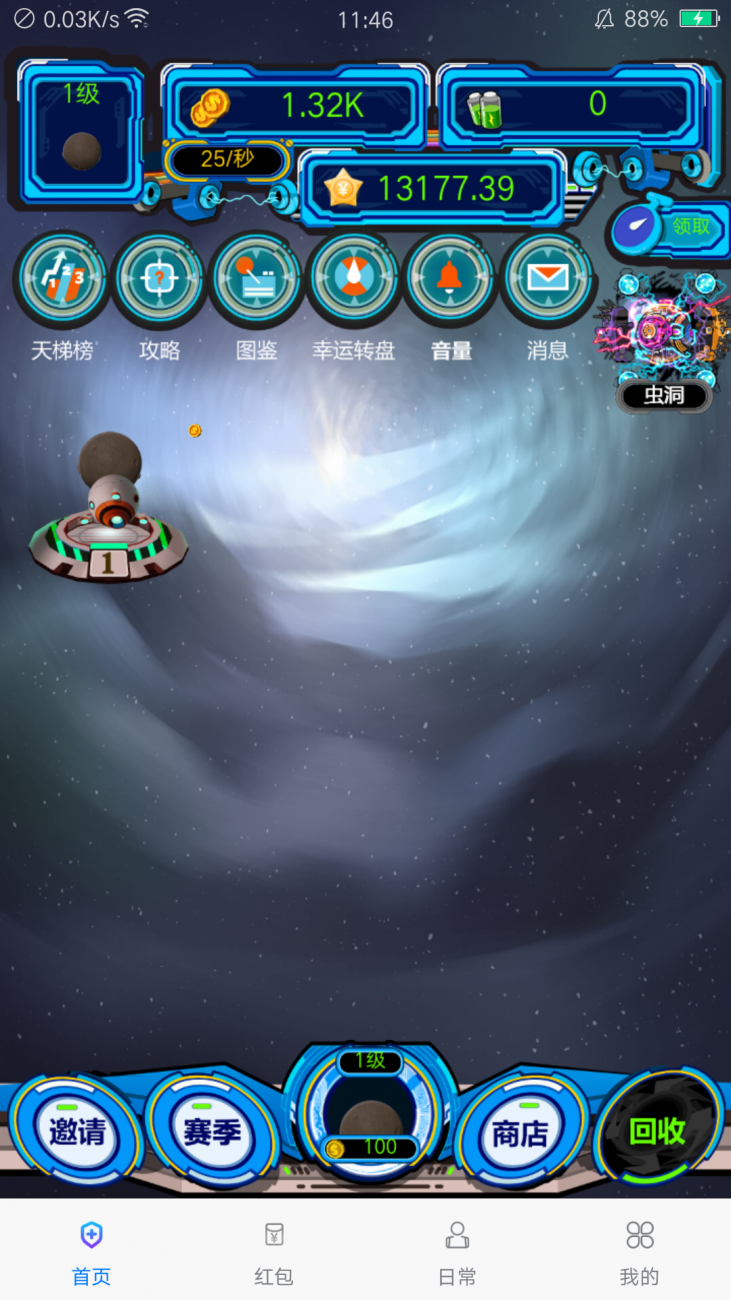 0.03K/s
11:46
88%
1级
1.32K
0
25/秒
13177.39
领取
天梯榜
攻略
图鉴
幸运转盘
音量
消息
虫洞
1
1级
100
邀请
赛季
商店
回收
首页
红包
日常
我的